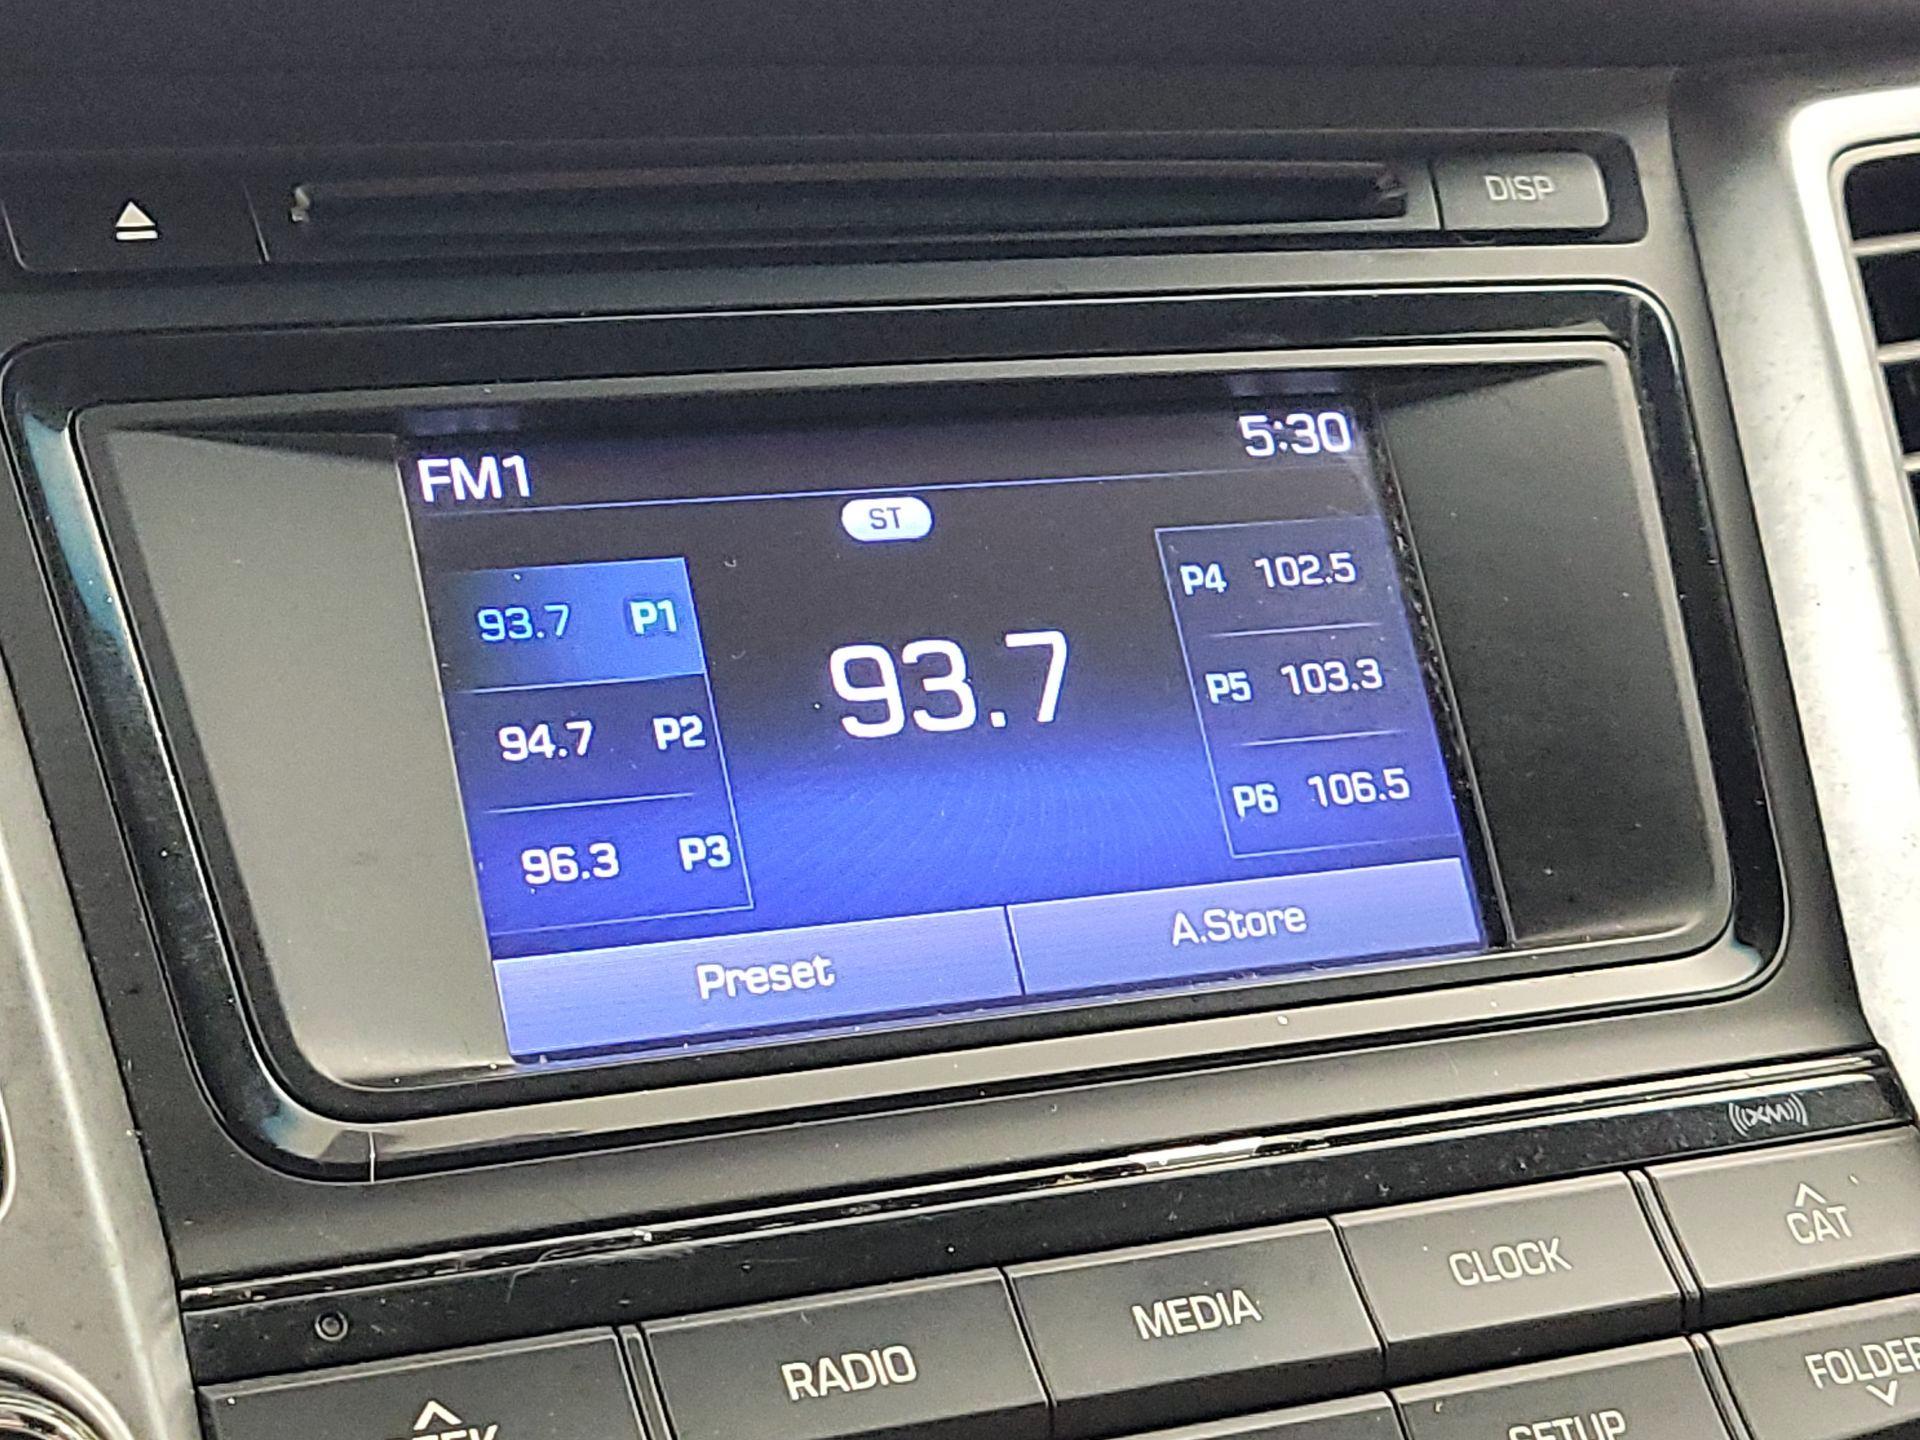 DISP
FM1 5:30
ST
93.7 P1
94.7 P2
96.3 P3
93.7
P4 102.5
P5 103.3
P6 106.5
Preset A.Store
XM
RADIO MEDIA CLOCK CAT
SETUP FOLDER